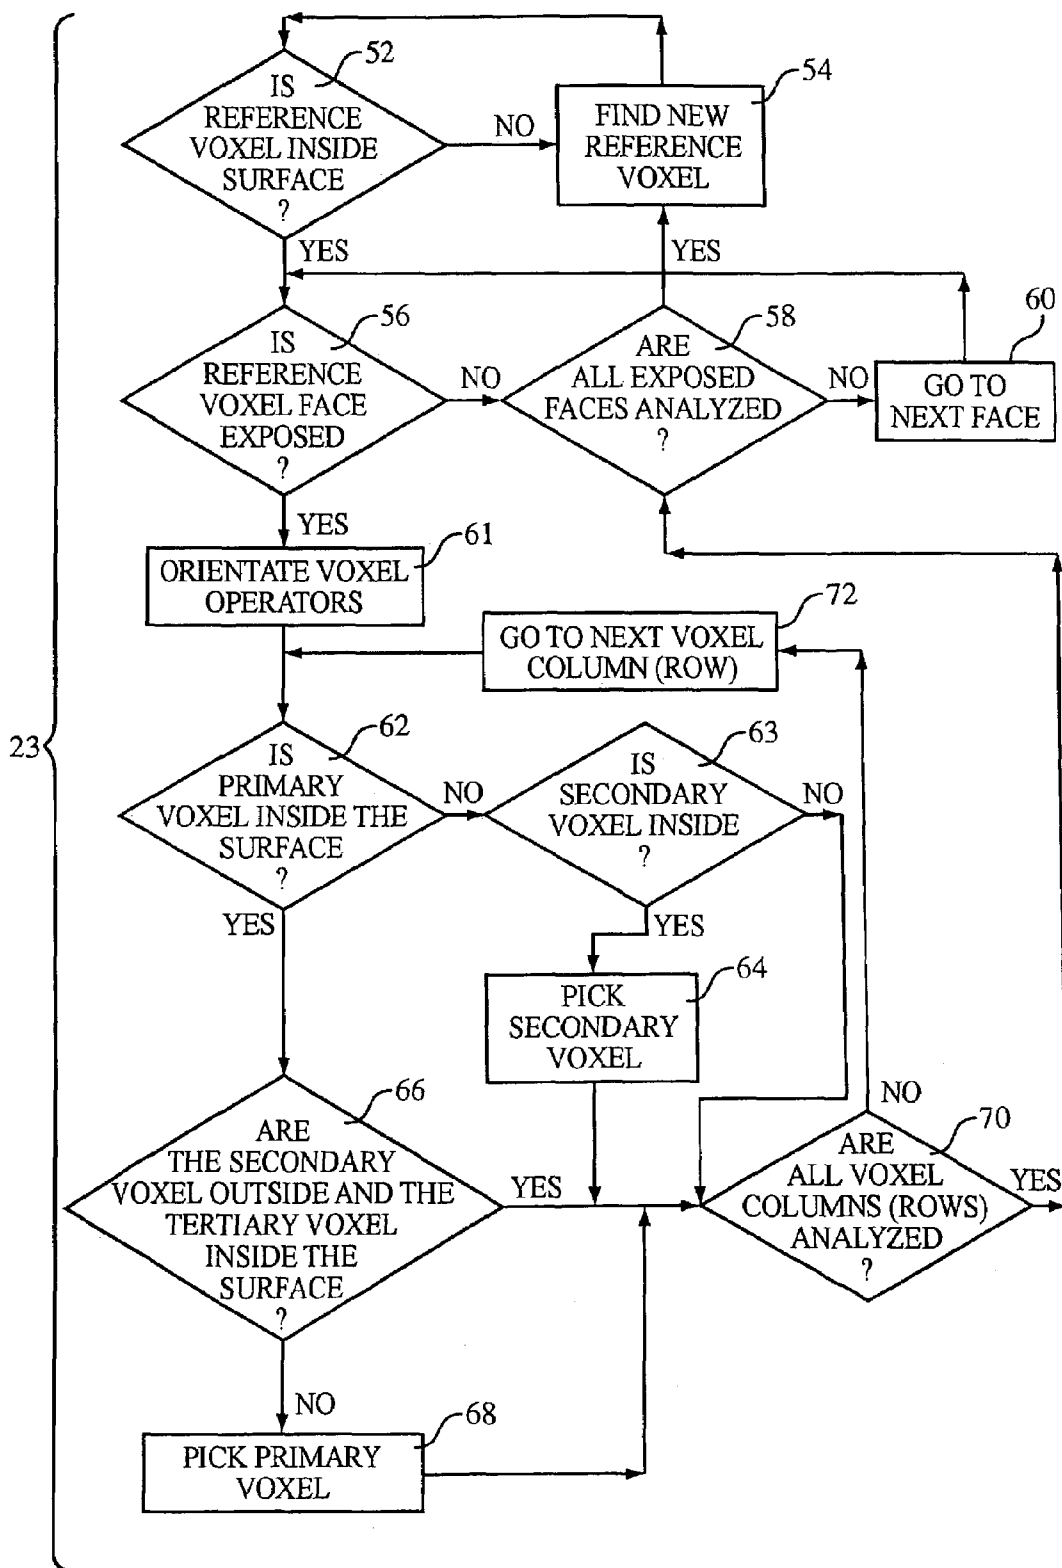 52
IS
REFERENCE
VOXEL INSIDE
SURFACE
?
NO
YES
54
FIND NEW
REFERENCE
VOXEL
YES
56
IS
REFERENCE
VOXEL FACE
EXPOSED
?
NO
YES
58
ARE
ALL EXPOSED
FACES ANALYZED
?
NO
60
GO TO
NEXT FACE
61
ORIENTATE VOXEL
OPERATORS
72
GO TO NEXT VOXEL
COLUMN (ROW)
23
62
IS
PRIMARY
VOXEL INSIDE THE
SURFACE
?
NO
YES
63
IS
SECONDARY
VOXEL INSIDE
?
NO
YES
64
PICK
SECONDARY
VOXEL
66
ARE
THE SECONDARY
VOXEL OUTSIDE AND THE
TERTIARY VOXEL
INSIDE THE
SURFACE
?
YES
NO
NO
70
ARE
ALL VOXEL
COLUMNS (ROWS)
ANALYZED
?
YES
68
PICK PRIMARY
VOXEL